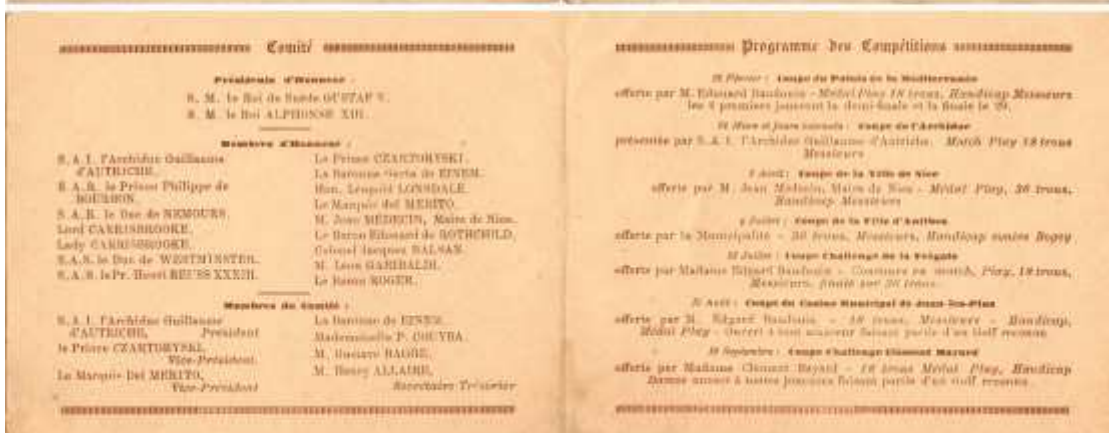 Comité
Présidents d'Honneur :
S. M. le Roi de Suède GUSTAF V.
S. M. le Roi ALPHONSE XIII.
Membres d'Honneur :
S. A. I. l'Archiduc Guillaume
d'AUTRICHE.
S. A. R. le Prince Philippe de
BOURBON.
S. A. R. le Duc de NEMOURS.
Lord CARRISBROOKE.
Lady CARRISBROOKE.
S. A. S. le Duc de WESTMINSTER.
S. A. S. le Pr. Henri REUSS XXXIII.
Le Prince CZARTORYSKI.
La Baronne Gerta de EINEM.
Hon. Léopold LONSDALE.
Le Marquis del MERITO.
M. Jean MÉDECIN, Maire de Nice.
Le Baron Edouard de ROTHCHILD.
Colonel Jacques BALSAN.
M. Léon GARIBALDI.
Le Baron ROGER.
Membres du Comité :
S. A. I. l'Archiduc Guillaume
d'AUTRICHE, Président
le Prince CZARTORYSKI,
Vice-Président.
Le Marquis Del MERITO,
Vice-Président
La Baronne de EINEM.
Mademoiselle P. COUYBA.
M. Gustave
M. Henry ALLAIRE,
Secrétaire Trésorier
Programme des Compétitions
Février : Coupe du Palais de la Méditerranée
offerte par M. Edouard Baudouin - Médal Play 18 trous, Handicap Messieurs
les 4 premiers joueront la demi-finale et la finale le 29.
Mars et jours suivants : Coupe de l'Archiduc
présentée par S. A. I. l'Archiduc Guillaume d'Autriche. Match Play 18 trous
Messieurs
Avril : Coupe de la Ville de Nice
offerte par M. Jean Médecin, Maire de Nice - Médal Play, 36 trous,
Handicap Messieurs
Juillet : Coupe de la Ville d'Antibes
offerte par la Municipalité - 36 trous, Messieurs, Handicap contre Bogey
Juillet : Coupe Challenge de la Frégate
offerte par Madame Edgard Baudouin - Concours en match, Play, 18 trous,
Messieurs, finale sur 36 trous.
Août : Coupe du Casino Municipal de Juan-les-Pins
offerte par M. Edgard Baudouin - 18 trous, Messieurs - Handicap,
Médal Play - Ouvert à tout amateur faisant partie d'un Golf reconnu
Septembre : Coupe Challenge Clément Bayard
offerte par Madame Clément Bayard - 18 trous Médal Play, Handicap
Dames ouvert à toutes joueuses faisant partie d'un golf reconnu